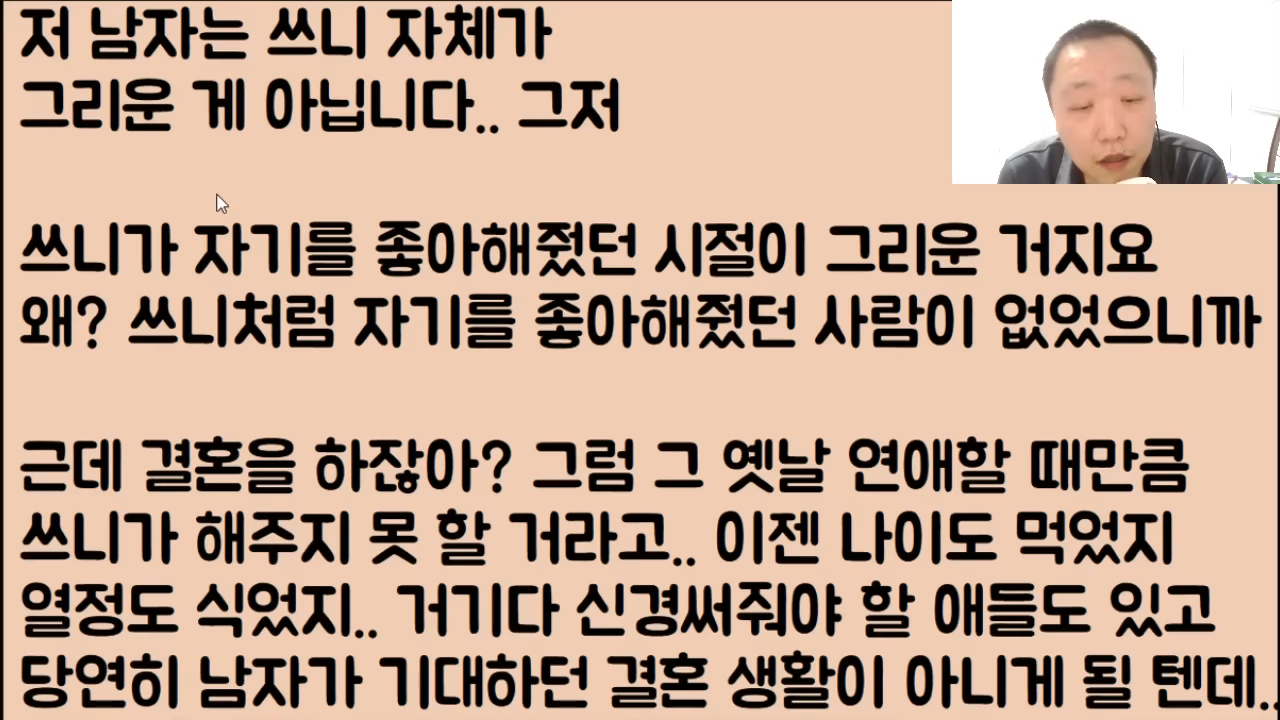 저 남자는 쓰니 자체가
그리운 게 아닙니다.. 그저
쓰니가 자기를 좋아해줬던 시절이 그리운 거지요
왜? 쓰니처럼 자기를 좋아해줬던 사람이 없었으니까
근데 결혼을 하잖아? 그럼 그 옛날 연애할 때만큼
쓰니가 해주지 못 할 거라고.. 이젠 나이도 먹었지
열정도 식었지.. 거기다 신경써줘야 할 애들도 있고
당연히 남자가 기대하던 결혼 생활이 아니게 될 텐데..